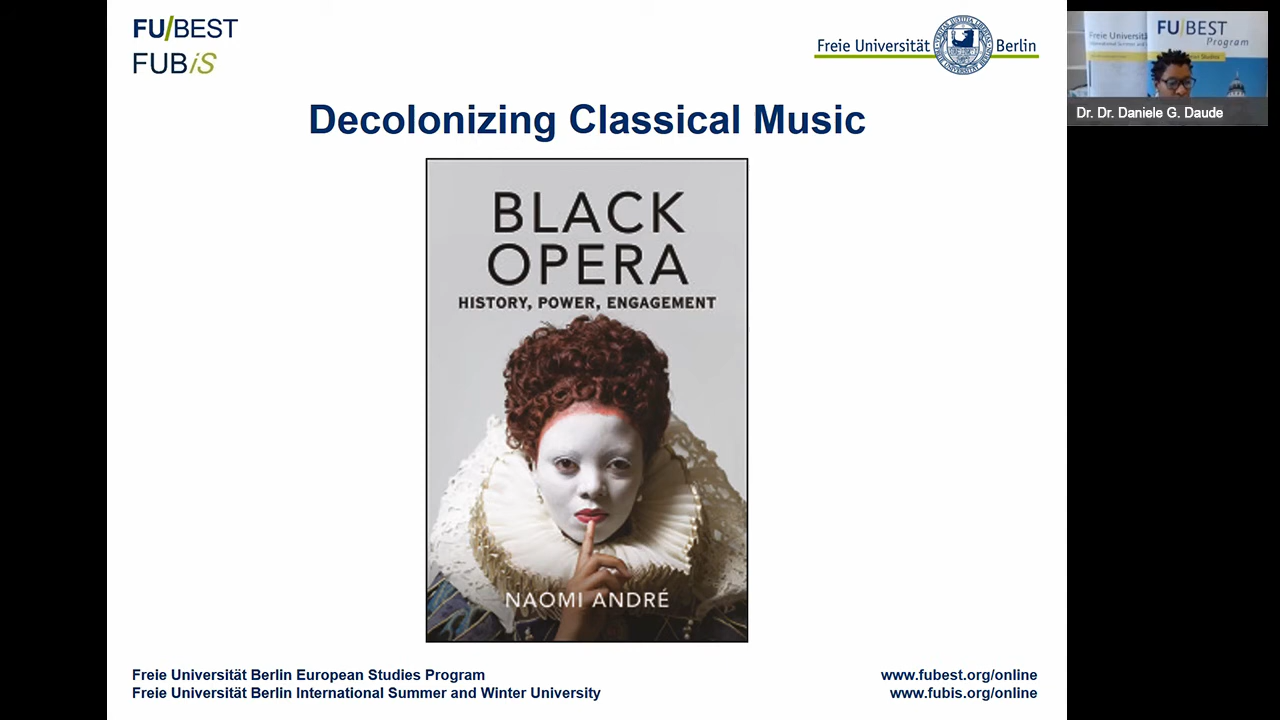 FU/BEST
FUBiS
Freie Universität Berlin
Decolonizing Classical Music
BLACK
OPERA
HISTORY, POWER, ENGAGEMENT
NAOMI ANDRÉ
Freie Universität Berlin European Studies Program
Freie Universität Berlin International Summer and Winter University
www.fubest.org/online
www.fubis.org/online
FU/BEST
Program
Dr. Dr. Daniele G. Daude